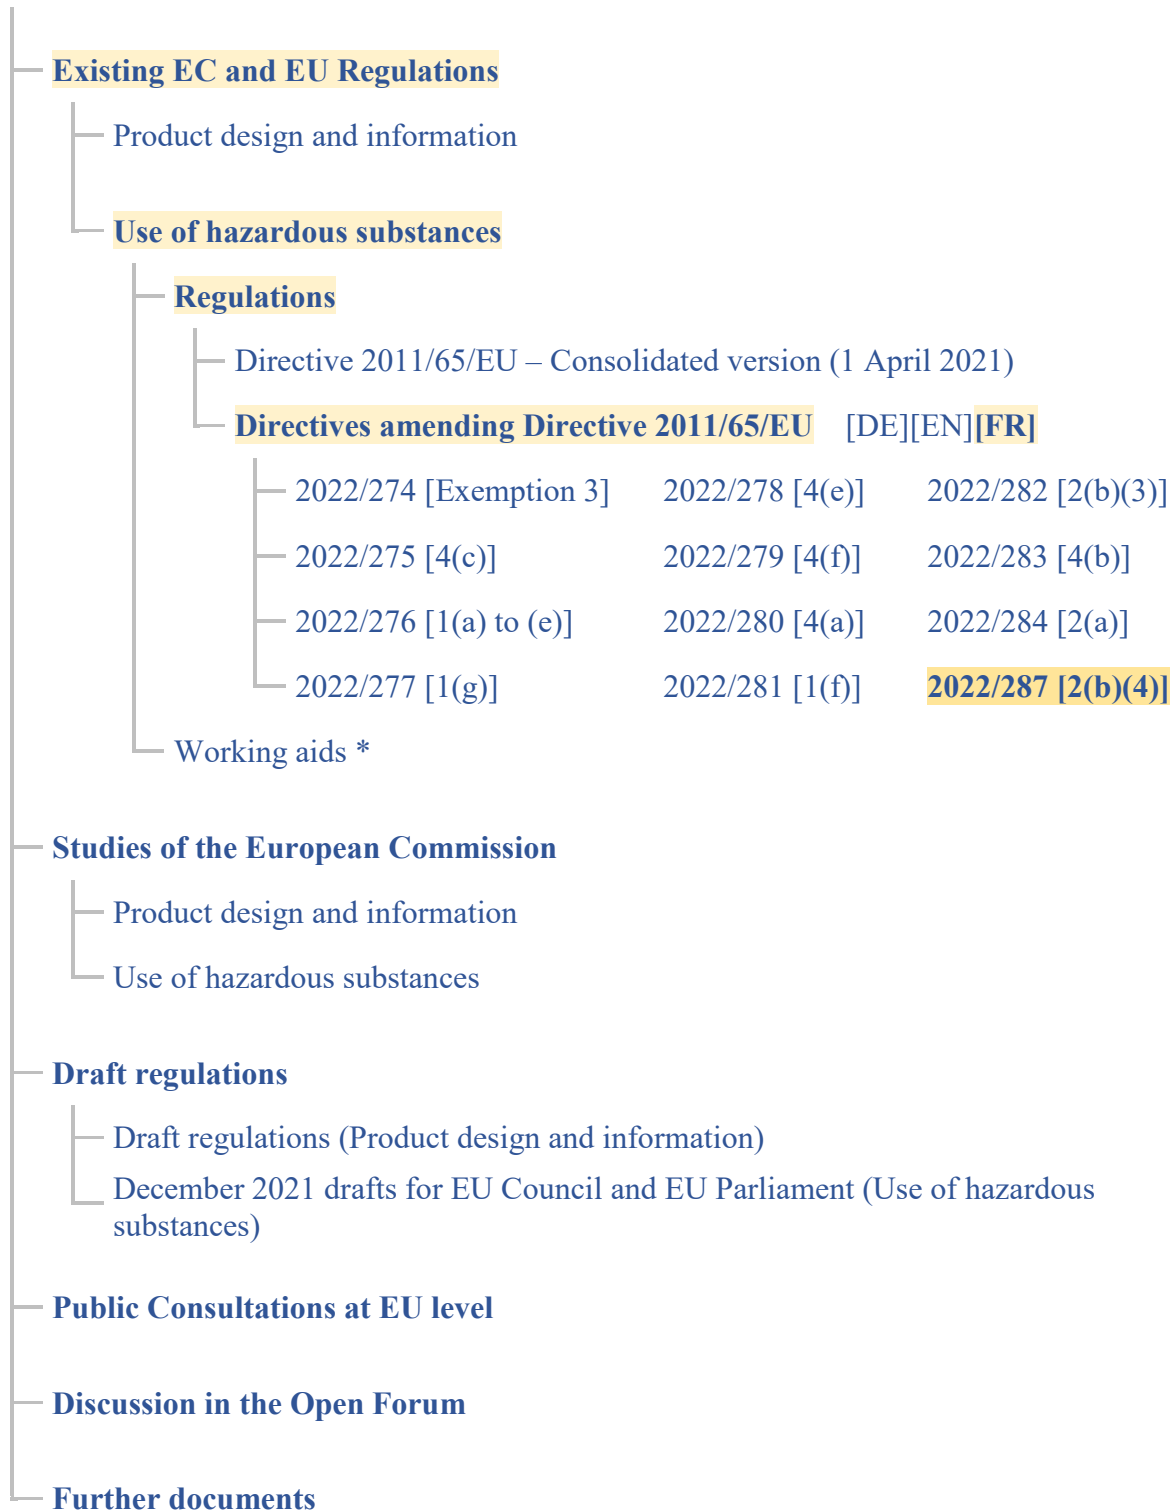 Existing EC and EU Regulations
Product design and information
Use of hazardous substances
Regulations
Directive 2011/65/EU – Consolidated version (1 April 2021)
Directives amending Directive 2011/65/EU [DE][EN][FR]
2022/274 [Exemption 3] 2022/278 [4(e)] 2022/282 [2(b)(3)]
2022/275 [4(c)] 2022/279 [4(f)] 2022/283 [4(b)]
2022/276 [1(a) to (e)] 2022/280 [4(a)] 2022/284 [2(a)]
2022/277 [1(g)] 2022/281 [1(f)] 2022/287 [2(b)(4)]
Working aids *
Studies of the European Commission
Product design and information
Use of hazardous substances
Draft regulations
Draft regulations (Product design and information)
December 2021 drafts for EU Council and EU Parliament (Use of hazardous
substances)
Public Consultations at EU level
Discussion in the Open Forum
Further documents